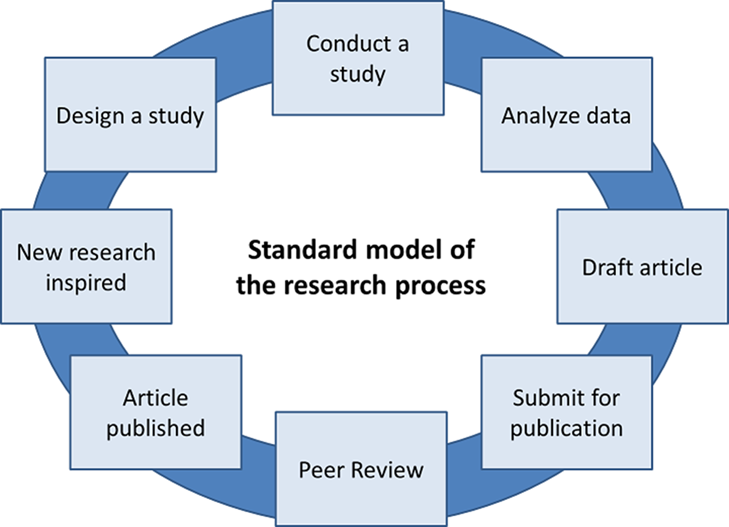 Conduct a
study
Design a study
Analyze data
New research
inspired
Standard model of
the research process
Draft article
Article
published
Submit for
publication
Peer Review